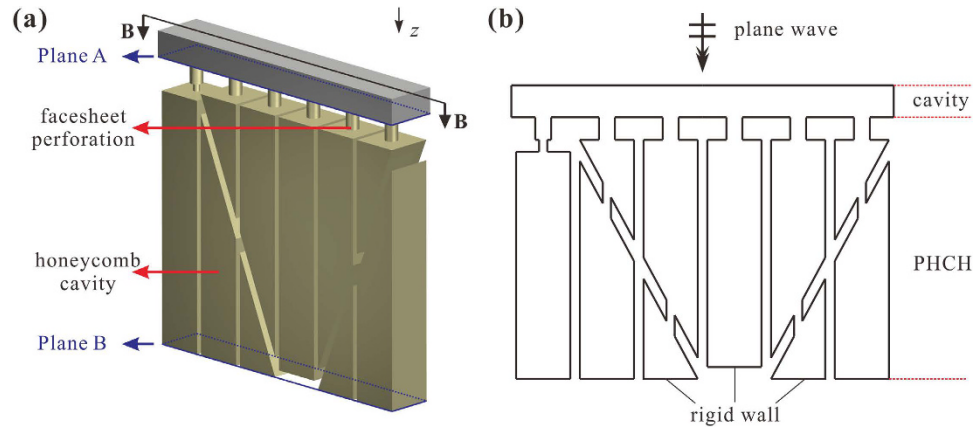 (a)
B
z
Plane A
B
facesheet
perforation
honeycomb
cavity
Plane B
(b)
plane wave
cavity
PHCH
rigid wall